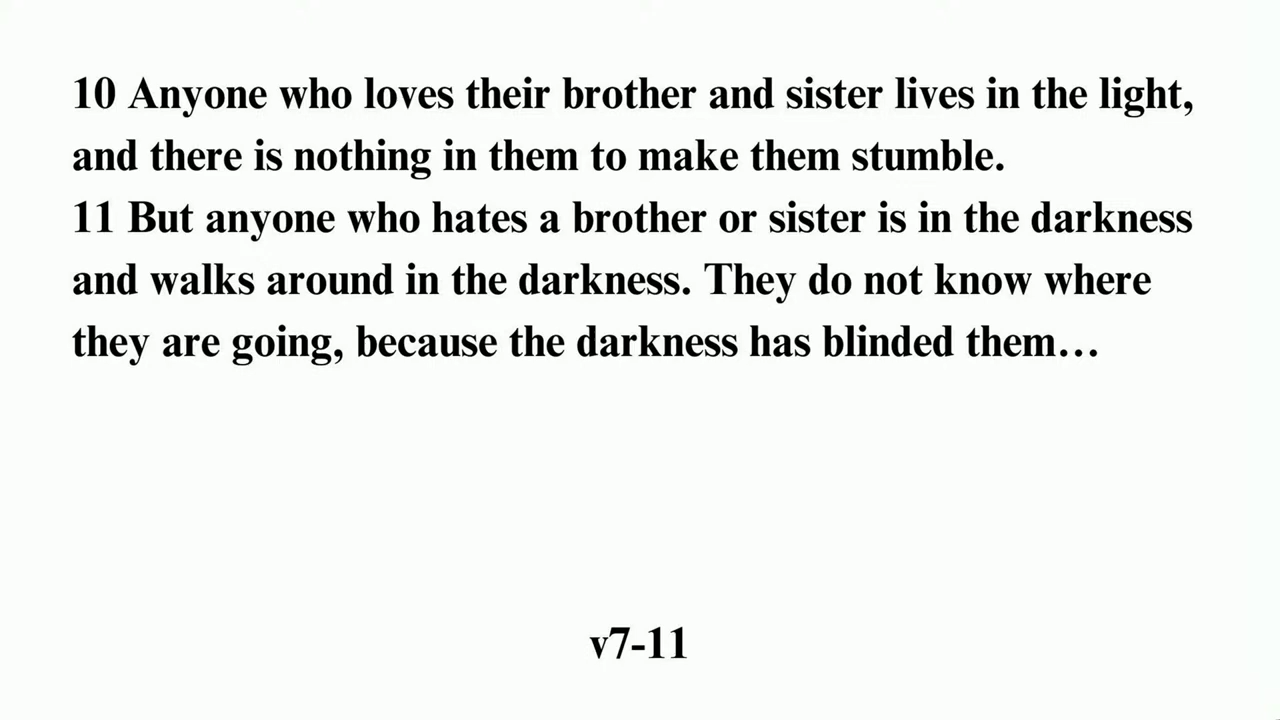 10 Anyone who loves their brother and sister lives in the light,
and there is nothing in them to make them stumble.
11 But anyone who hates a brother or sister is in the darkness
and walks around in the darkness. They do not know where
they are going, because the darkness has blinded them…
v7-11